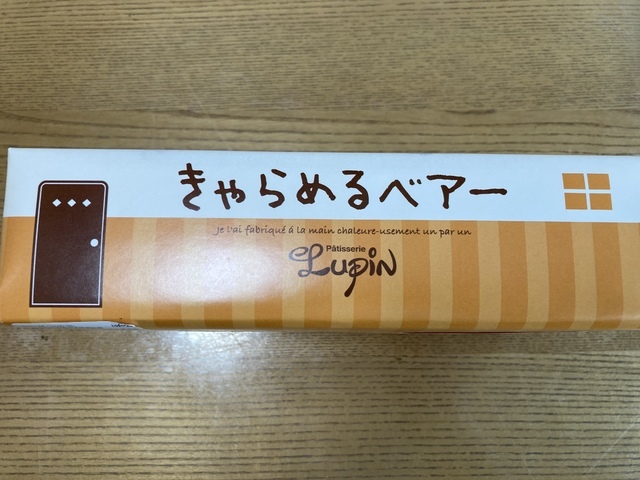 きゃらめるベアー
Je l'ai fabriqué á la main chaleure-usement un par un
Pâtisserie
Lupin